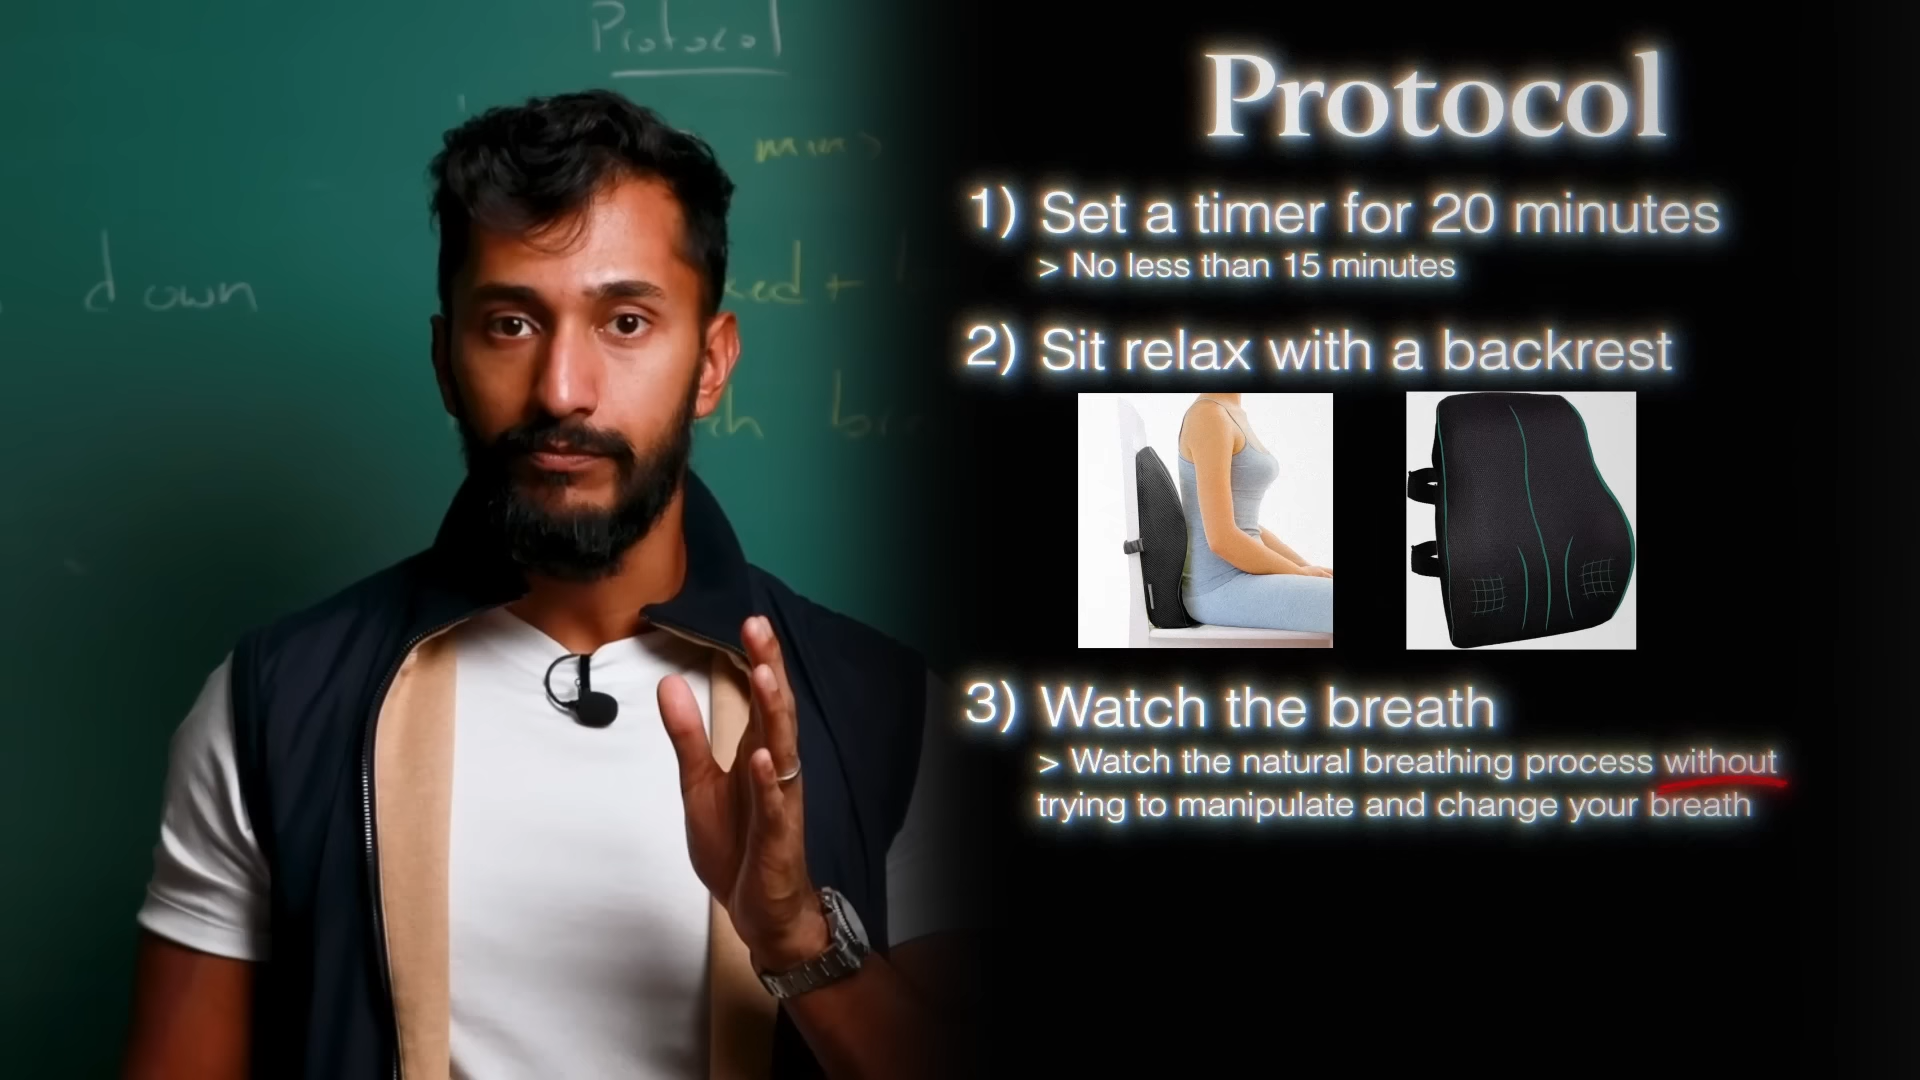 Protocol
mins
down
Protocol
1) Set a timer for 20 minutes
> No less than 15 minutes
2) Sit relax with a backrest
3) Watch the breath
> Watch the natural breathing process without
trying to manipulate and change your breath